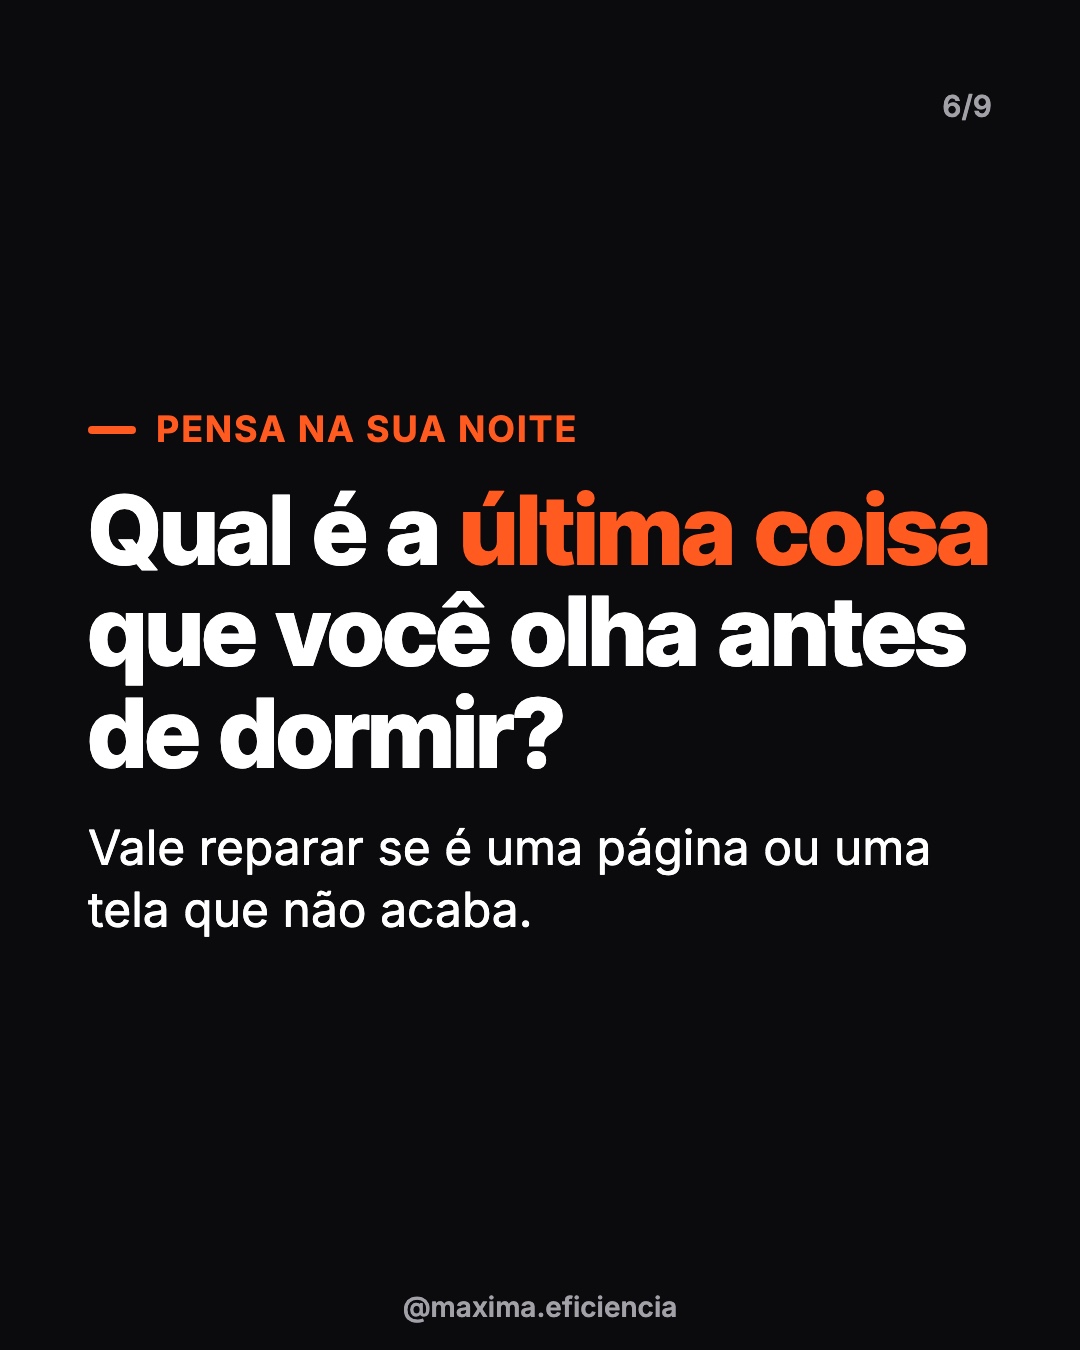 6/9
PENSA NA SUA NOITE
Qual é a última coisa
que você olha antes
de dormir?
Vale reparar se é uma página ou uma
tela que não acaba.
@maxima.eficiencia